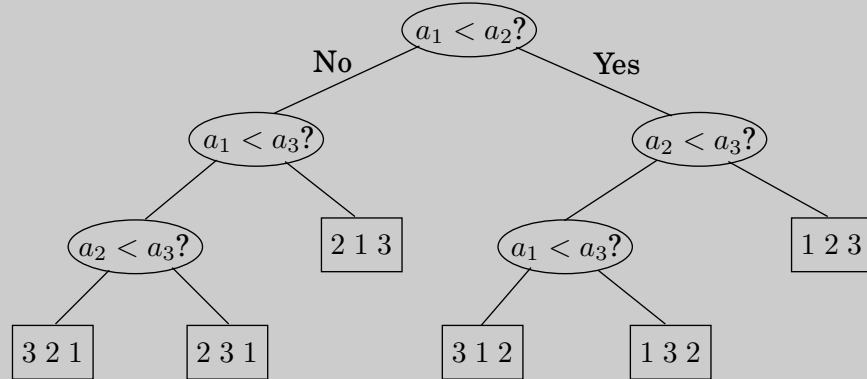 a₁ < a₂?
No
Yes
a₁ < a₃?
a₂ < a₃?
a₂ < a₃?
2 1 3
a₁ < a₃?
1 2 3
3 2 1
2 3 1
3 1 2
1 3 2